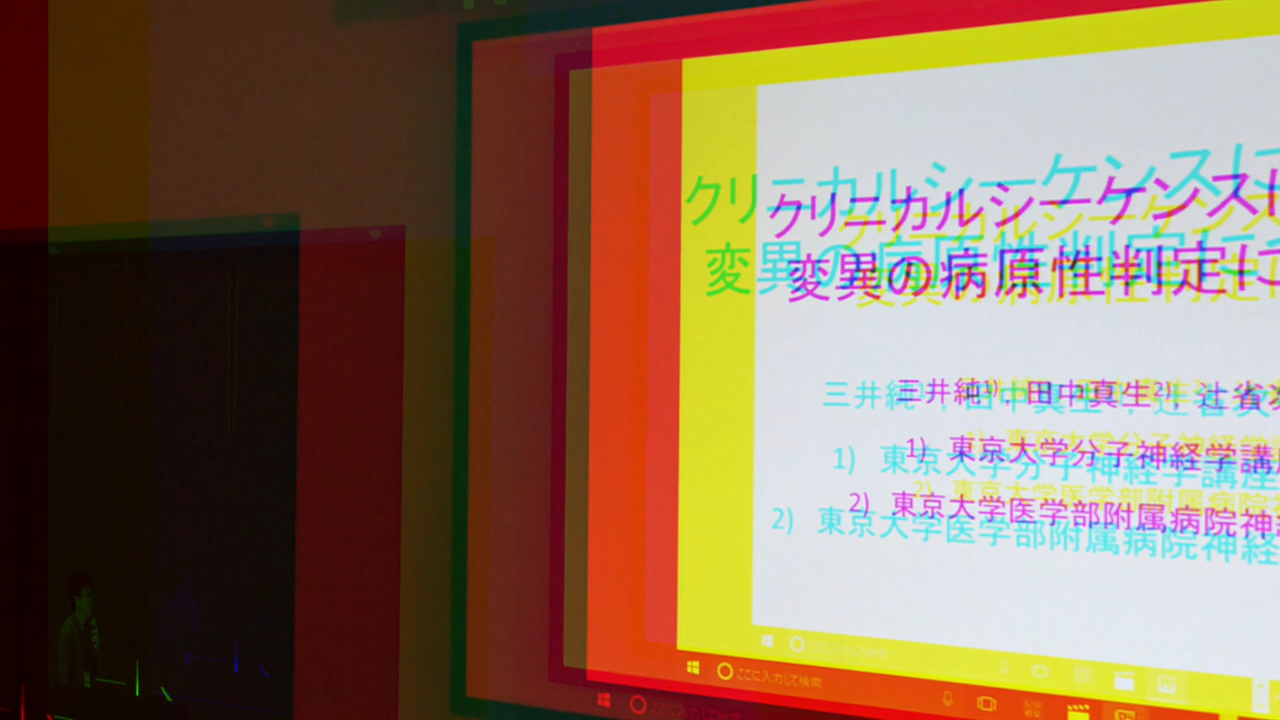 クリニカルシーケンスに
変異の病原性判定に
三井純1), 田中真生2), 辻省次
1) 東京大学分子神経学講座
2) 東京大学医学部附属病院神経
ここに入力して検索